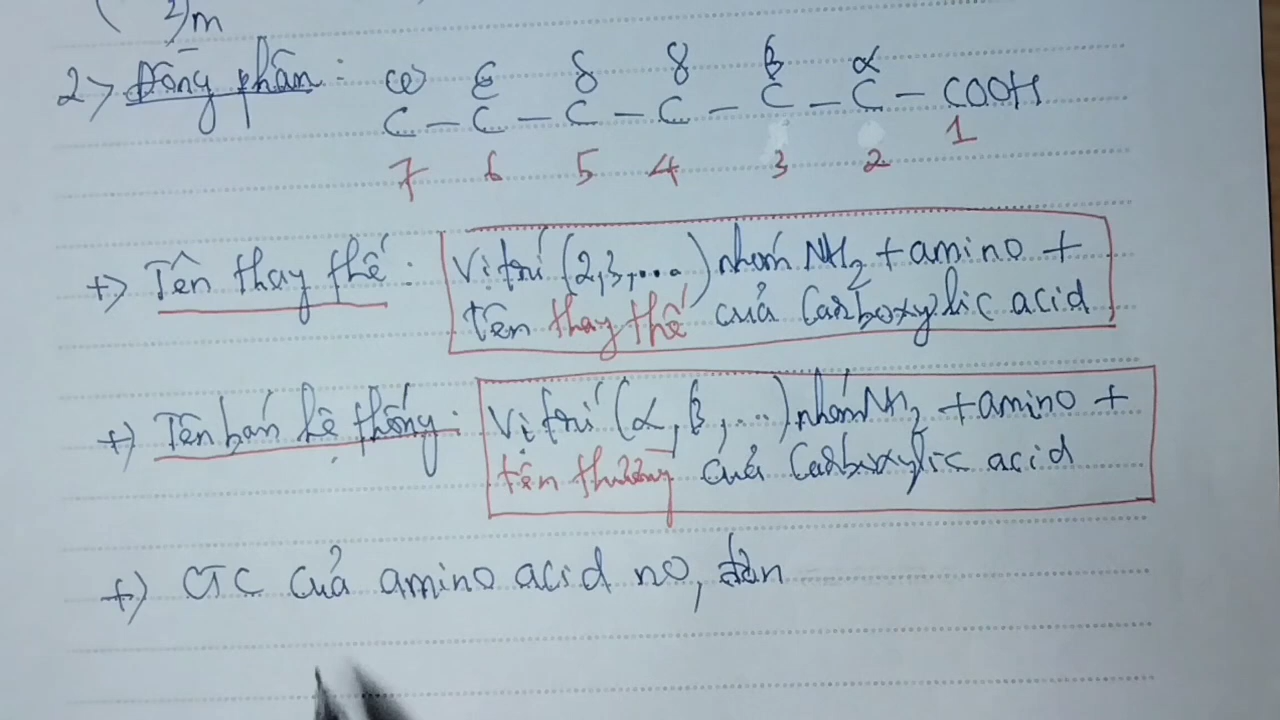 ( 2)m
2) Đồng phân: ω ε δ γ β α
C – C – C – C – C – C – COOH
7 6 5 4 3 2 1
+) Tên thay thế: Vị trí (2,3,....) nhóm NH2 + amino +
tên thay thế của Carboxylic acid
+) Tên bán hệ thống: Vị trí (α, β, ...) nhóm NH2 + amino +
tên thường của Carboxylic acid
+) CTC của amino acid no, đơn